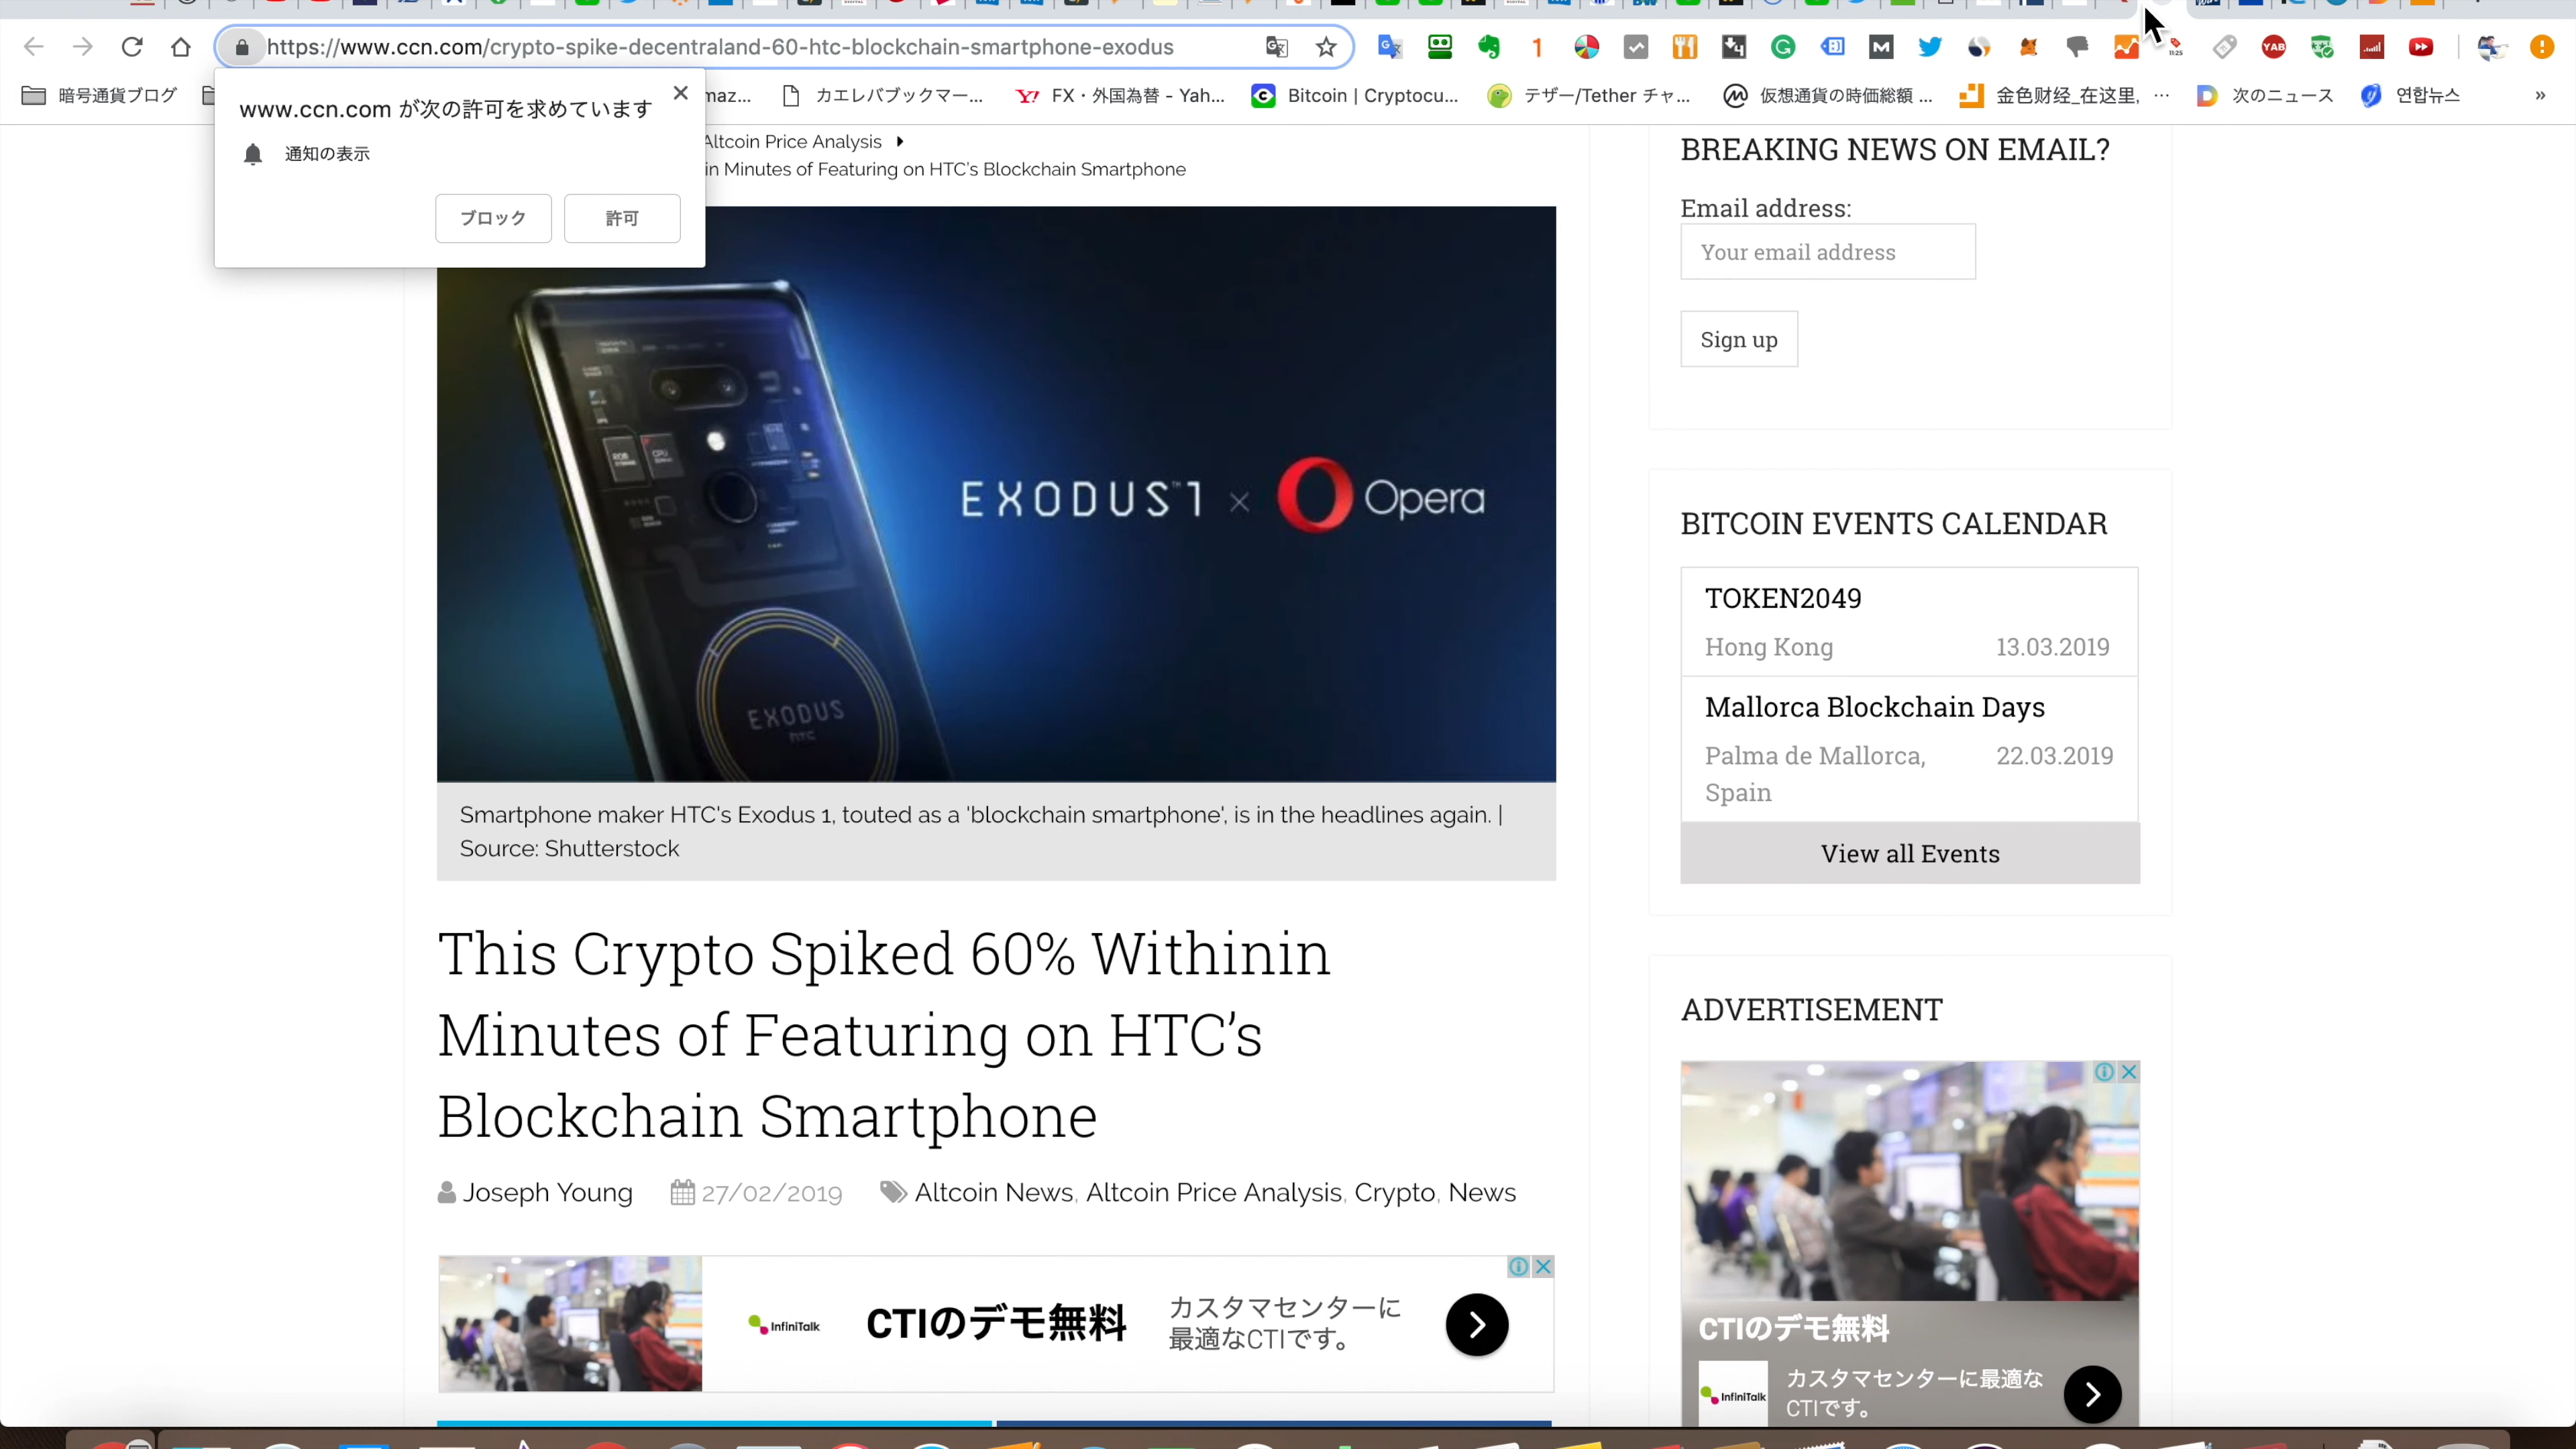 https://www.ccn.com/crypto-spike-decentraland-60-htc-blockchain-smartphone-exodus
1
11:25
YAB
暗号通貨ブログ
maz...
カエレバブックマー...
FX・外国為替 - Yah...
Bitcoin | Cryptocu...
テザー/Tether チャ...
仮想通貨の時価総額 ...
金色财经_在这里, ...
次のニュース
연합뉴스
»
www.ccn.com が次の許可を求めています
通知の表示
ブロック
許可
Altcoin Price Analysis
in Minutes of Featuring on HTC's Blockchain Smartphone
EXODUS™1 × Opera
ROB
CPU
EXODUS
HTC
Smartphone maker HTC's Exodus 1, touted as a 'blockchain smartphone', is in the headlines again. |
Source: Shutterstock
This Crypto Spiked 60% Withinin
Minutes of Featuring on HTC’s
Blockchain Smartphone
Joseph Young
27/02/2019
Altcoin News, Altcoin Price Analysis, Crypto, News
InfiniTalk
CTIのデモ無料
カスタマセンターに
最適なCTIです。
BREAKING NEWS ON EMAIL?
Email address:
Your email address
Sign up
BITCOIN EVENTS CALENDAR
TOKEN2049
Hong Kong
13.03.2019
Mallorca Blockchain Days
Palma de Mallorca,
22.03.2019
Spain
View all Events
ADVERTISEMENT
CTIのデモ無料
InfiniTalk
カスタマセンターに最適な
CTIです。